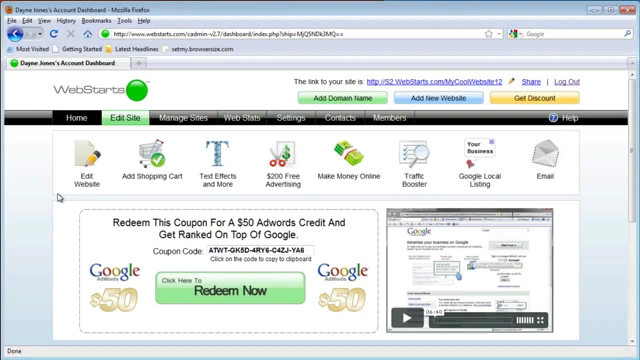 Dayne Jones's Account Dashboard - Mozilla Firefox
File Edit View History Bookmarks Tools Help
http://www.webstarts.com/cadmin-v2.7/dashboard/index.php?ship=MjQ5NDk3MQ==
Google
Most Visited Getting Started Latest Headlines setmy.browsersize.com
Dayne Jones's Account Dashboard
WebStarts
The link to your site is: http://S2.WebStarts.com/MyCoolWebsite12 Share | Log Out
Add Domain Name Add New Website Get Discount
Home Edit Site Manage Sites Web Stats Settings Contacts Members Help
Your Business
Edit Website
Add Shopping Cart
Text Effects and More
$200 Free Advertising
Make Money Online
Traffic Booster
Google Local Listing
Email
Redeem This Coupon For A $50 Adwords Credit And
Get Ranked On Top Of Google.
Coupon Code: ATWT-GK5D-4RY6-C4ZJ-YA6
Click on the code to copy to clipboard
Google AdWords $50
Click Here To
Redeem Now
Google AdWords $50
Google
Advertise your business on Google
06:40
Done